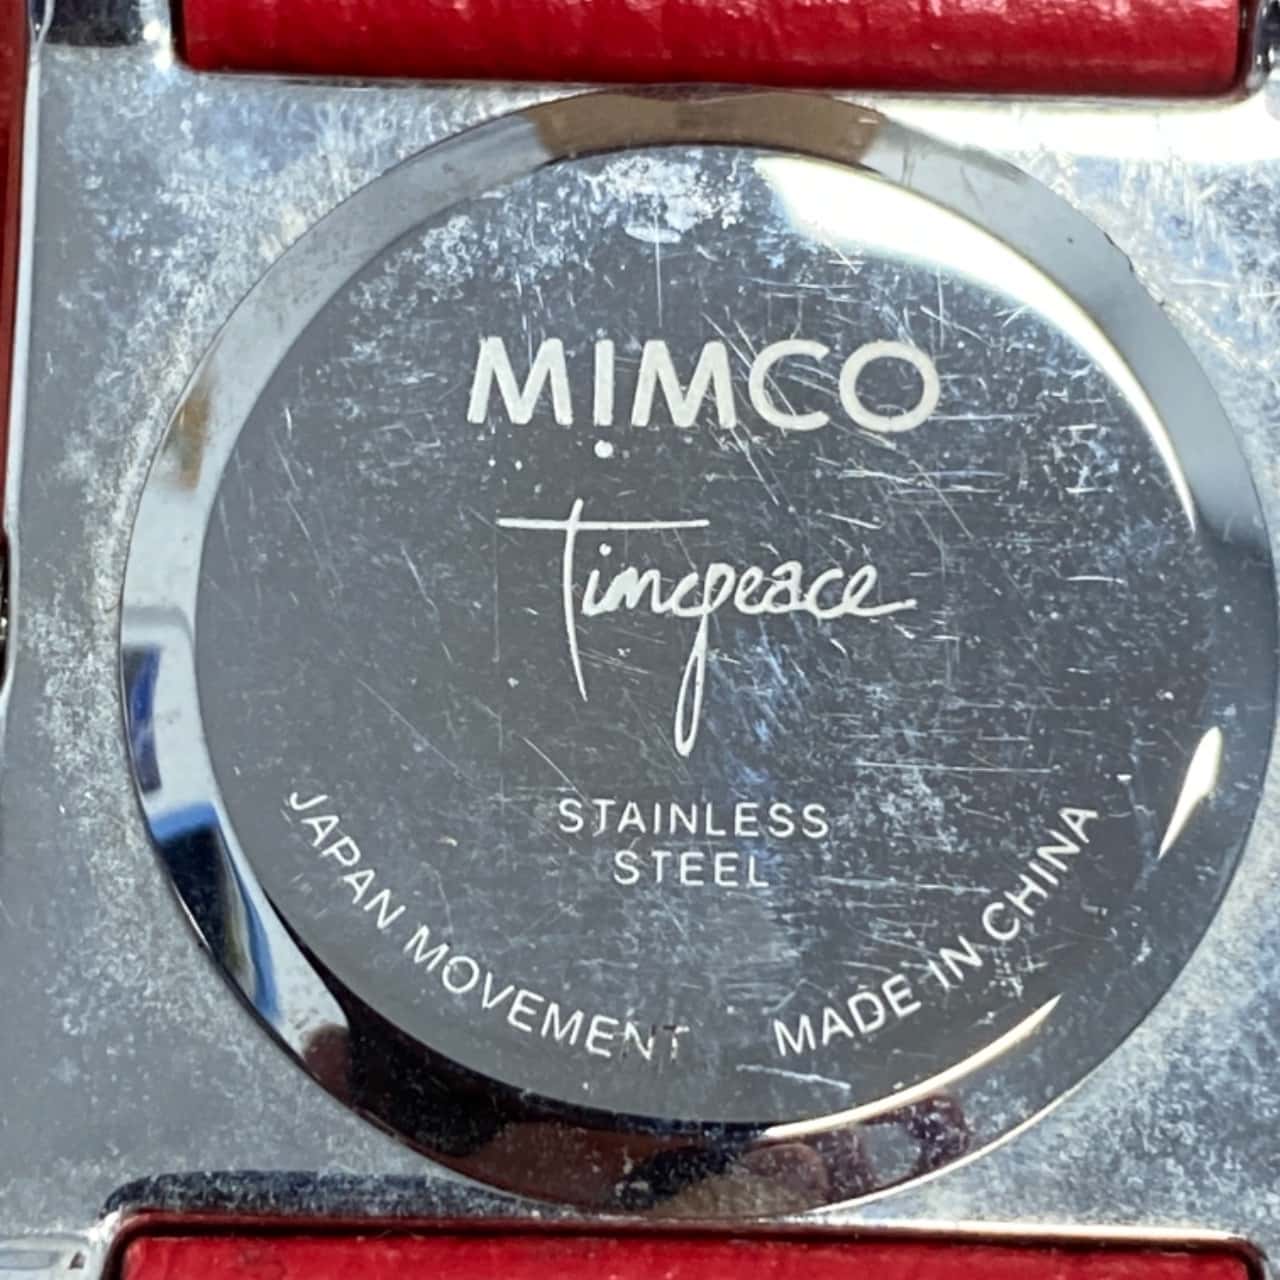 MIMCO
Timepeace
STAINLESS
STEEL
JAPAN MOVEMENT
MADE IN CHINA